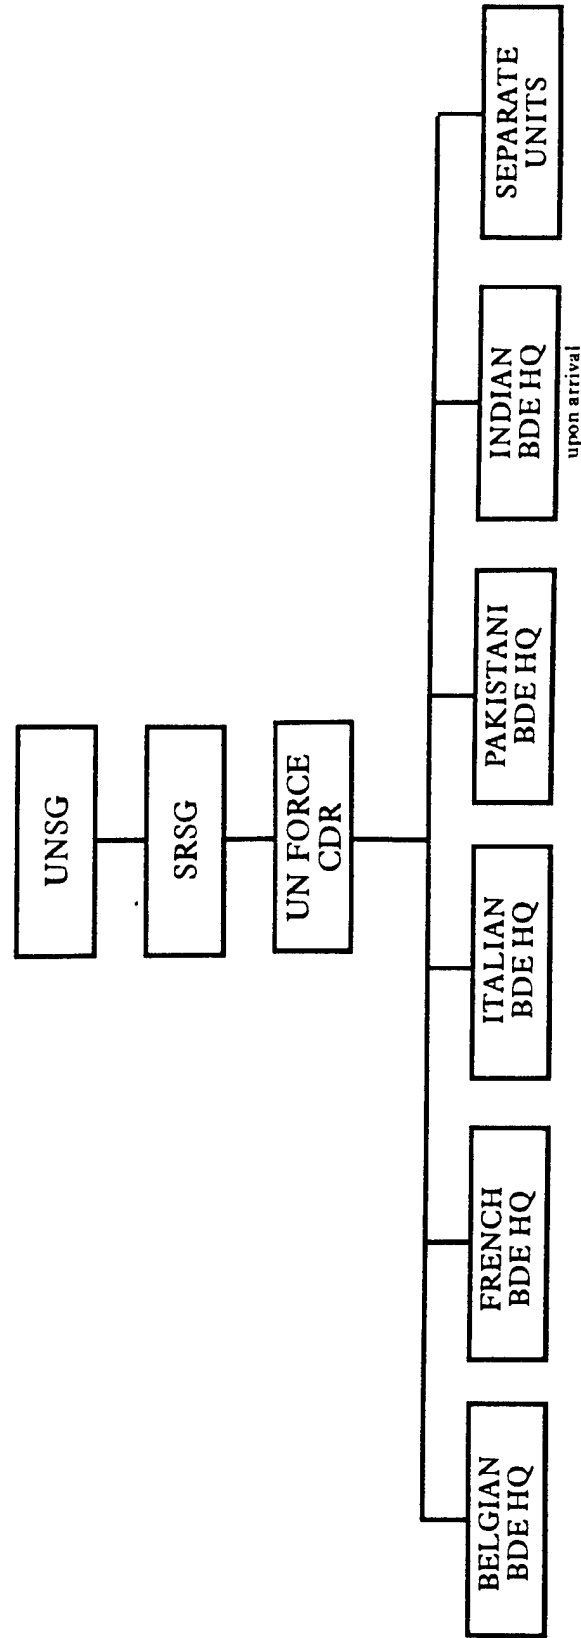 UNSG
SRSG
UN FORCE
CDR
BELGIAN
BDE HQ
FRENCH
BDE HQ
ITALIAN
BDE HQ
PAKISTANI
BDE HQ
INDIAN
BDE HQ
upon arrival
SEPARATE
UNITS